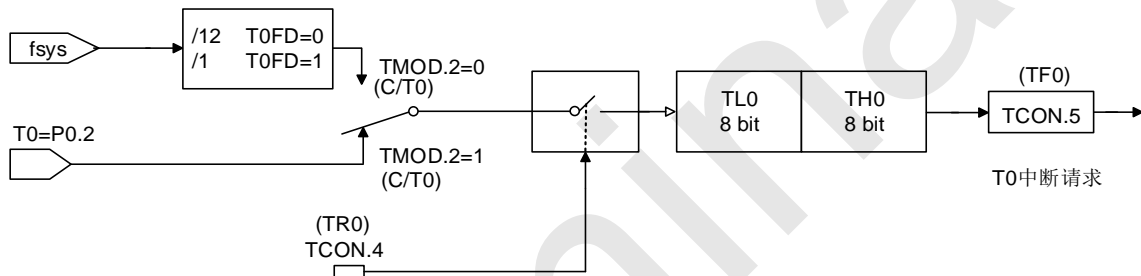 /12 T0FD=0
fsys
/1 T0FD=1
TMOD.2=0
(C/T0)
(TF0)
TL0
8 bit
TH0
8 bit
TCON.5
T0=P0.2
TMOD.2=1
(C/T0)
T0中断请求
(TR0)
TCON.4